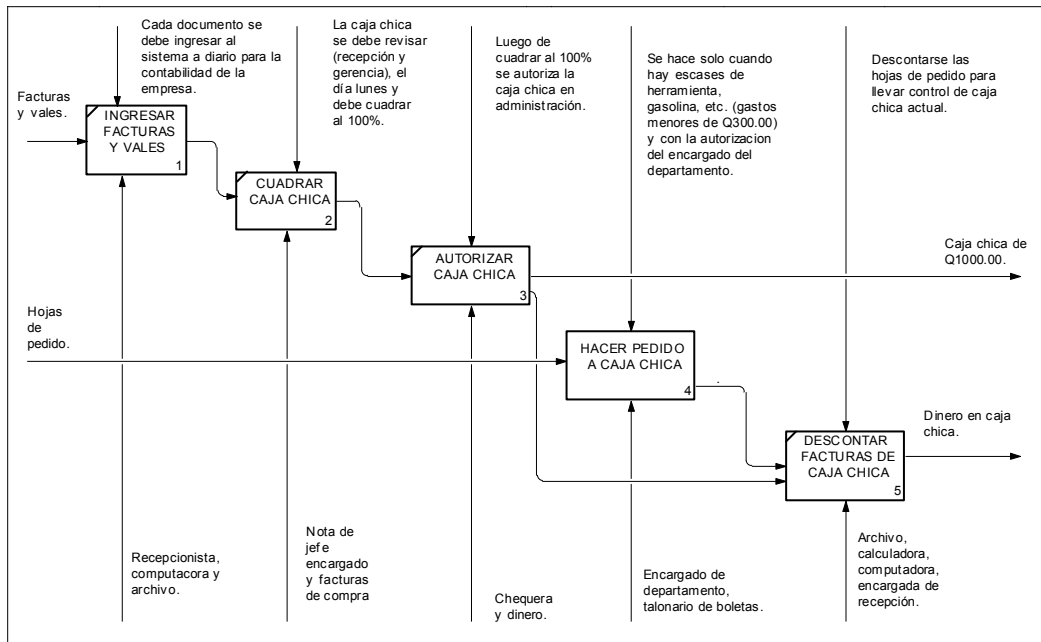 Cada documento se
debe ingresar al
sistema a diario para la
contabilidad de la
empresa.
La caja chica
se debe revisar
(recepción y
gerencia), el
día lunes y
debe cuadrar
al 100%.
Luego de
cuadrar al 100%
se autoriza la
caja chica en
administración.
Se hace solo cuando
hay escases de
herramienta,
gasolina, etc. (gastos
menores de Q300.00)
y con la autorizacion
del encargado del
departamento.
Descontarse las
hojas de pedido para
llevar control de caja
chica actual.
Facturas
y vales.
INGRESAR
FACTURAS
Y VALES
1
CUADRAR
CAJA CHICA
2
AUTORIZAR
CAJA CHICA
3
Caja chica de
Q1000.00.
Hojas
de
pedido.
HACER PEDIDO
A CAJA CHICA
4
DESCONTAR
FACTURAS DE
CAJA CHICA
5
Dinero en caja
chica.
Recepcionista,
computacora y
archivo.
Nota de
jefe
encargado
y facturas
de compra
Chequera
y dinero.
Encargado de
departamento,
talonario de boletas.
Archivo,
calculadora,
computadora,
encargada de
recepción.